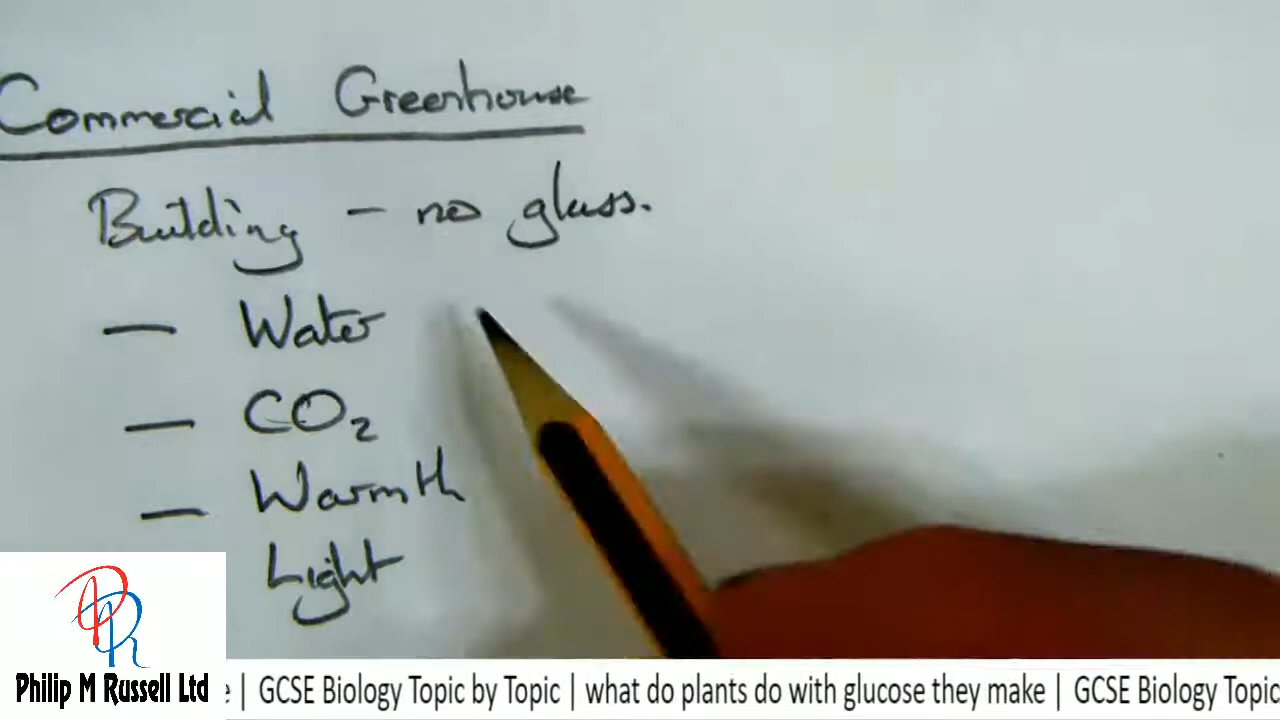 Commercial Greenhouse
Building - no glass.
- Water
- CO₂
- Warmth
Light
Philip M Russell Ltd
e | GCSE Biology Topic by Topic | what do plants do with glucose they make | GCSE Biology Topic